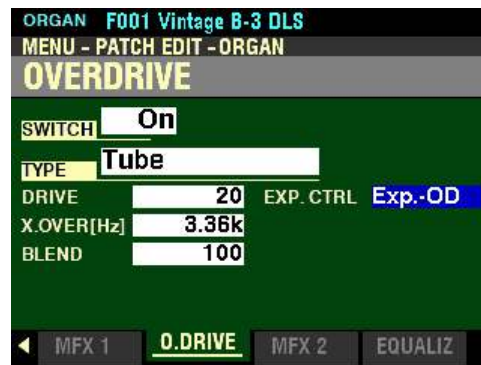 ORGAN F001 Vintage B-3 DLS
MENU - PATCH EDIT - ORGAN
OVERDRIVE
SWITCH On
TYPE Tube
DRIVE 20 EXP. CTRL Exp.-OD
X.OVER[Hz] 3.36k
BLEND 100
MFX 1 O.DRIVE MFX 2 EQUALIZ